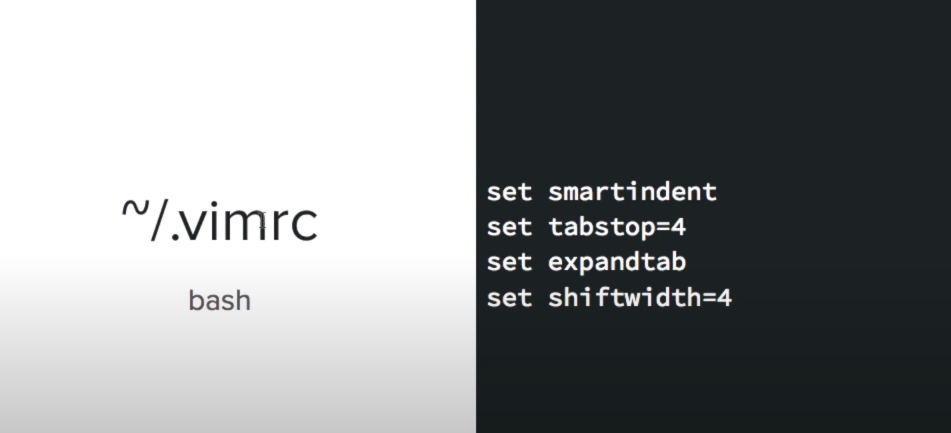 ~/.vimrc
bash
set smartindent
set tabstop=4
set expandtab
set shiftwidth=4